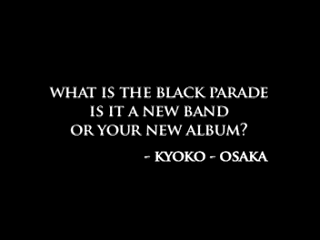 WHAT IS THE BLACK PARADE
IS IT A NEW BAND
OR YOUR NEW ALBUM?
- KYOKO - OSAKA